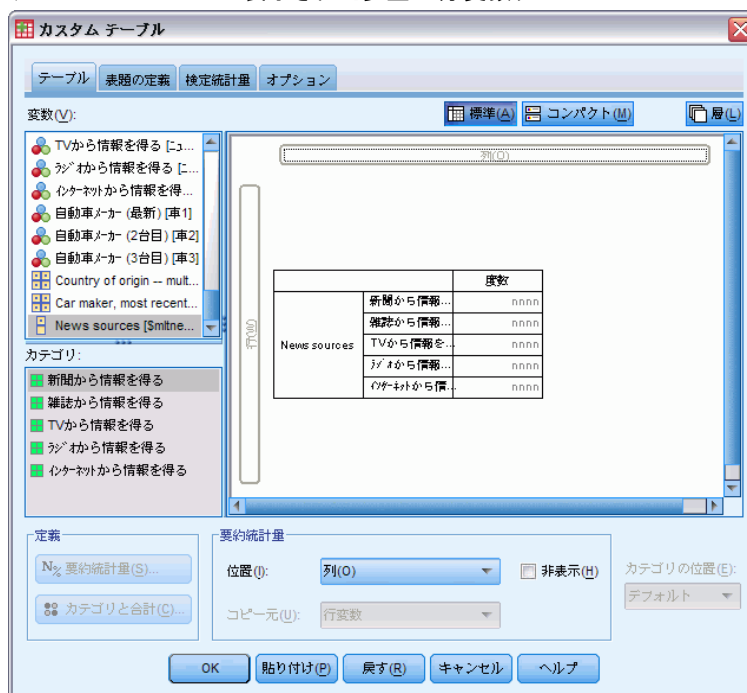 カスタム テーブル
テーブル 表題の定義 検定統計量 オプション
変数(V):
標準(A) コンパクト(M) 層(L)
TVから情報を得る [ニュ...
ラジオから情報を得る [ニ...
インターネットから情報を得...
自動車メーカー (最新) [車1]
自動車メーカー (2台目) [車2]
自動車メーカー (3台目) [車3]
Country of origin -- mult...
Car maker, most recent...
News sources [$mltne...
列(O)
行(W)
度数
News sources
新聞から情報... nnnn
雑誌から情報... nnnn
TVから情報を... nnnn
ラジオから情報... nnnn
インターネットから情... nnnn
カテゴリ:
新聞から情報を得る
雑誌から情報を得る
TVから情報を得る
ラジオから情報を得る
インターネットから情報を得る
定義
N% 要約統計量(S)...
カテゴリと合計(C)...
要約統計量
位置(I): 列(O) 非表示(H)
コピー元(U): 行変数
カテゴリの位置(E):
デフォルト
OK 貼り付け(P) 戻す(R) キャンセル ヘルプ